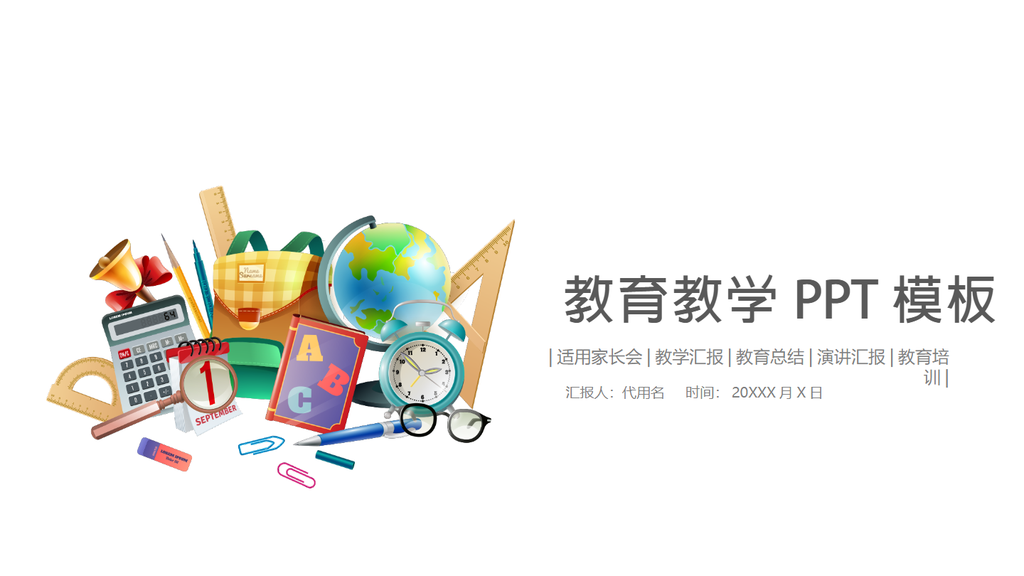 教育教学 PPT 模板
| 适用家长会 | 教学汇报 | 教育总结 | 演讲汇报 | 教育培
训 |
汇报人：代用名 时间： 20XXX 月 X 日
64
1
SEPTEMBER
A
B
C
LOREM IPSUM